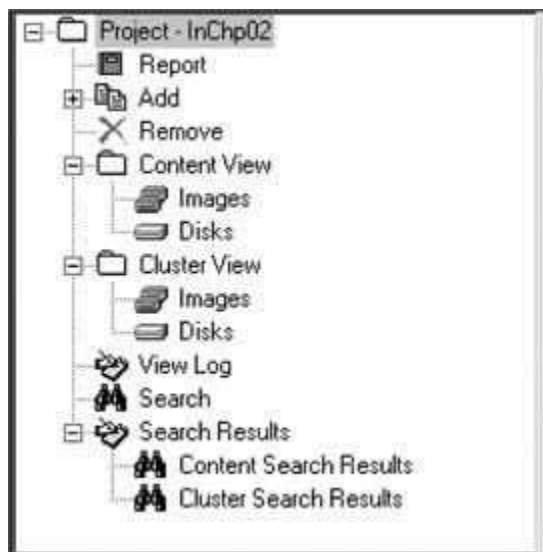 Project - InChp02
Report
Add
Remove
Content View
Images
Disks
Cluster View
Images
Disks
View Log
Search
Search Results
Content Search Results
Cluster Search Results